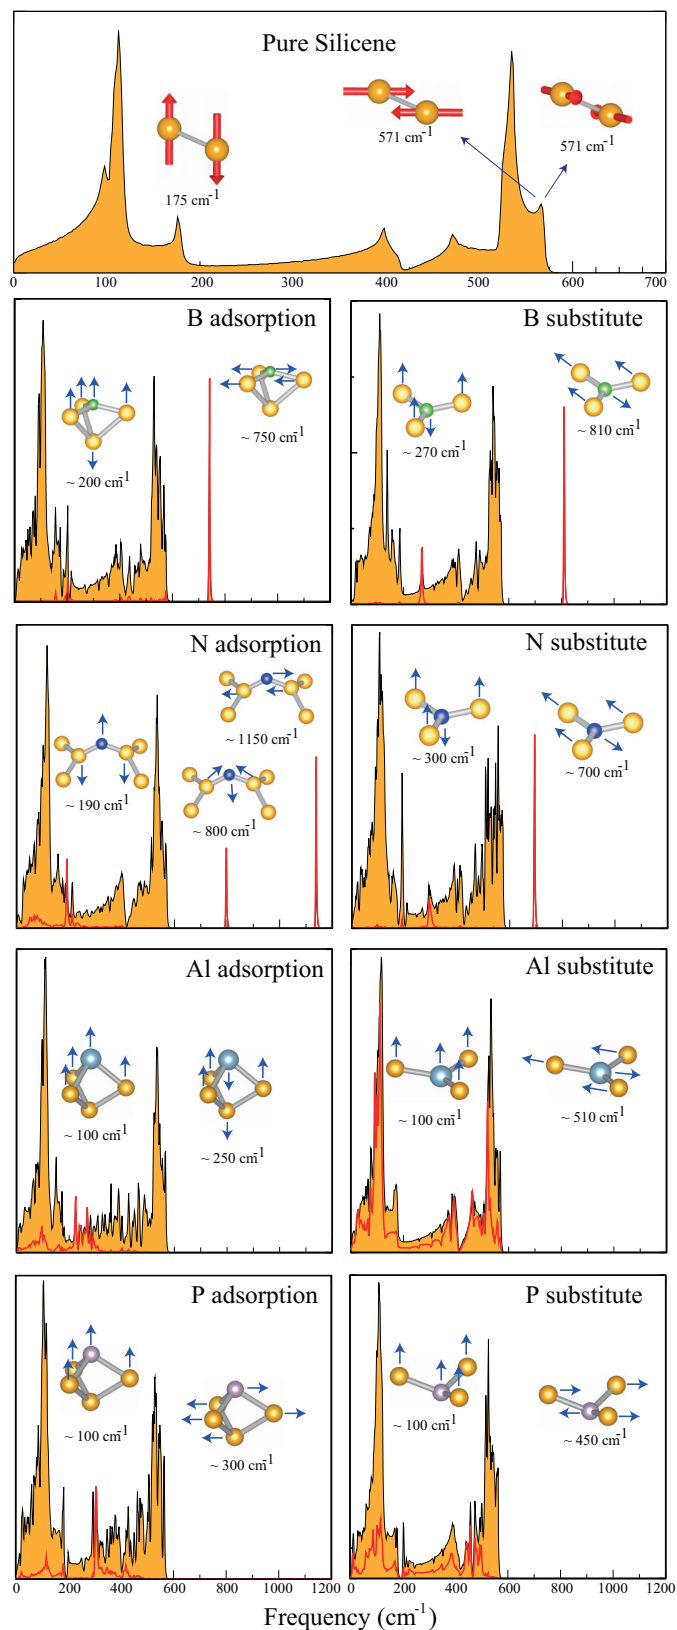 Pure Silicene
571 cm-1
571 cm-1
175 cm-1
0 100 200 300 400 500 600 700
B adsorption
~ 200 cm-1
~ 750 cm-1
B substitute
~ 270 cm-1
~ 810 cm-1
N adsorption
~ 190 cm-1
~ 1150 cm-1
~ 800 cm-1
N substitute
~ 300 cm-1
~ 700 cm-1
Al adsorption
~ 100 cm-1
~ 250 cm-1
Al substitute
~ 100 cm-1
~ 510 cm-1
P adsorption
~ 100 cm-1
~ 300 cm-1
P substitute
~ 100 cm-1
~ 450 cm-1
0 200 400 600 800 1000 1200
0 200 400 600 800 1000 1200
Frequency (cm-1)